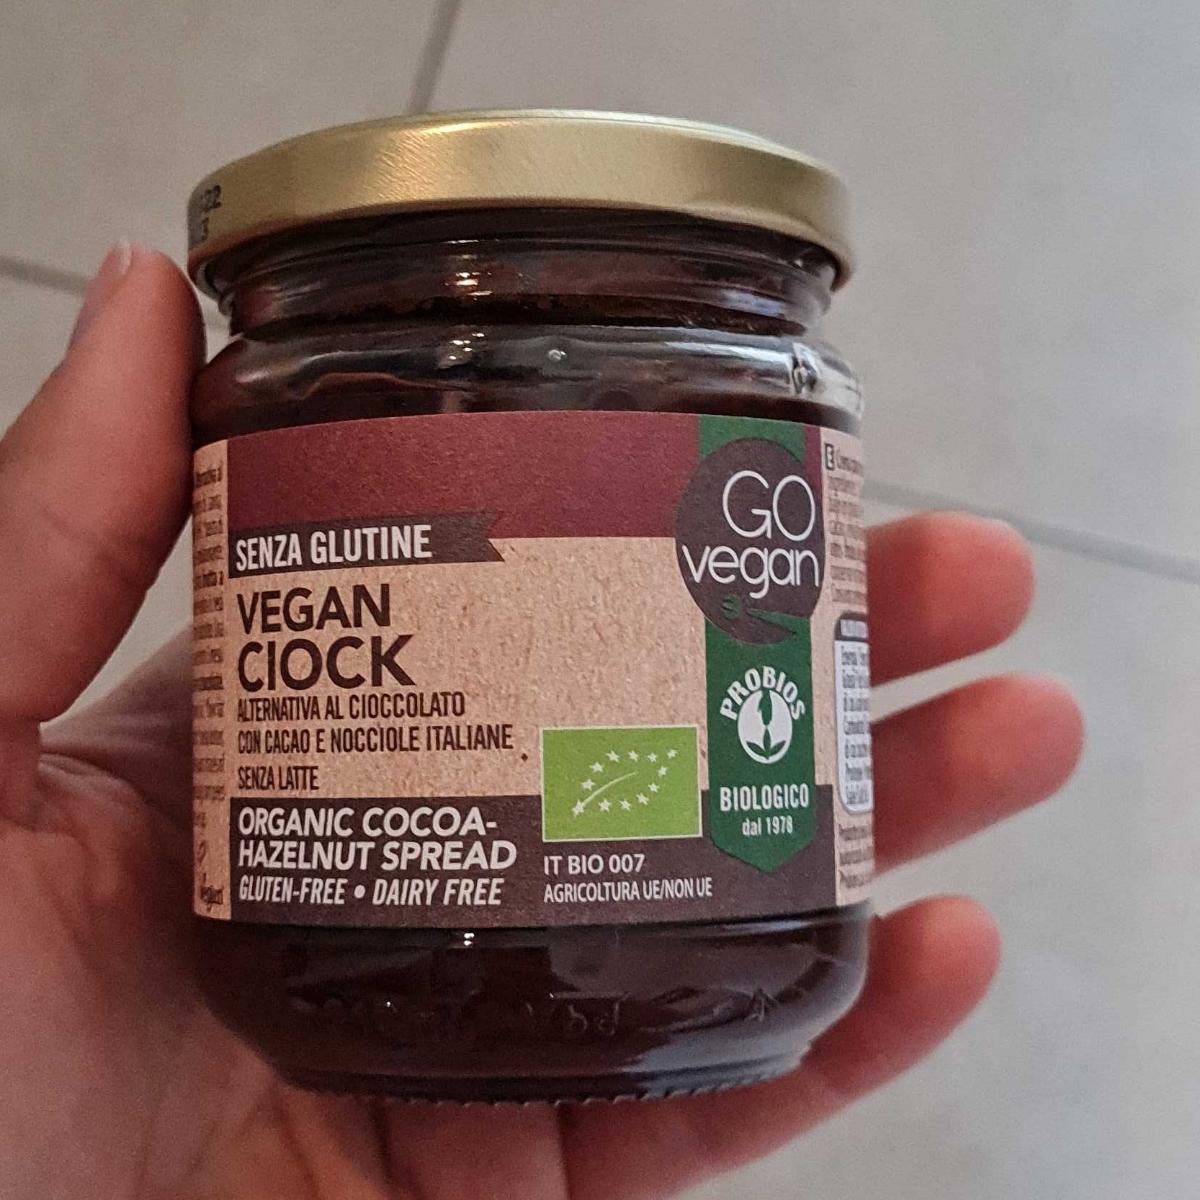 SENZA GLUTINE
VEGAN
CIOCK
ALTERNATIVA AL CIOCCOLATO
CON CACAO E NOCCIOLE ITALIANE
SENZA LATTE
ORGANIC COCOA-
HAZELNUT SPREAD
GLUTEN-FREE • DAIRY FREE
GO
vegan
PROBIOS
BIOLOGICO
dal 1978
IT BIO 007
AGRICOLTURA UE/NON UE